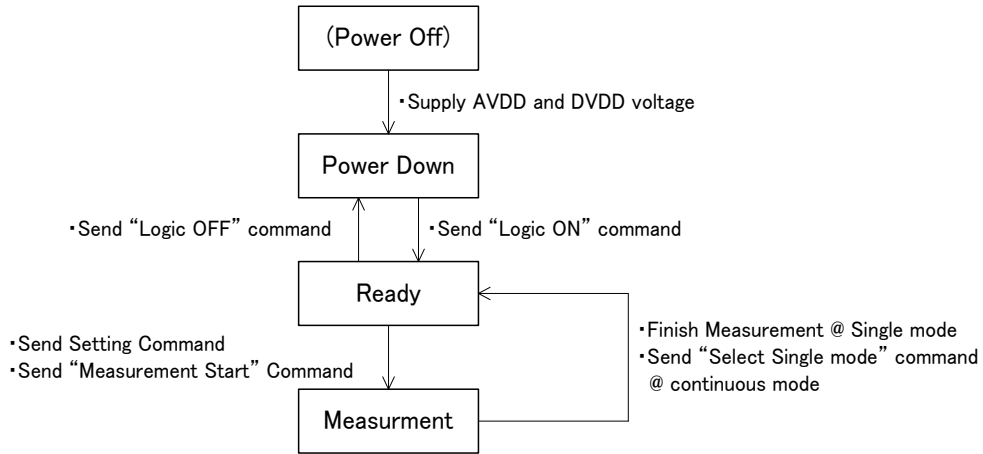 (Power Off)
・Supply AVDD and DVDD voltage
Power Down
・Send “Logic OFF” command
・Send “Logic ON” command
Ready
・Send Setting Command
・Send “Measurement Start” Command
・Finish Measurement @ Single mode
・Send “Select Single mode” command
@ continuous mode
Measurment